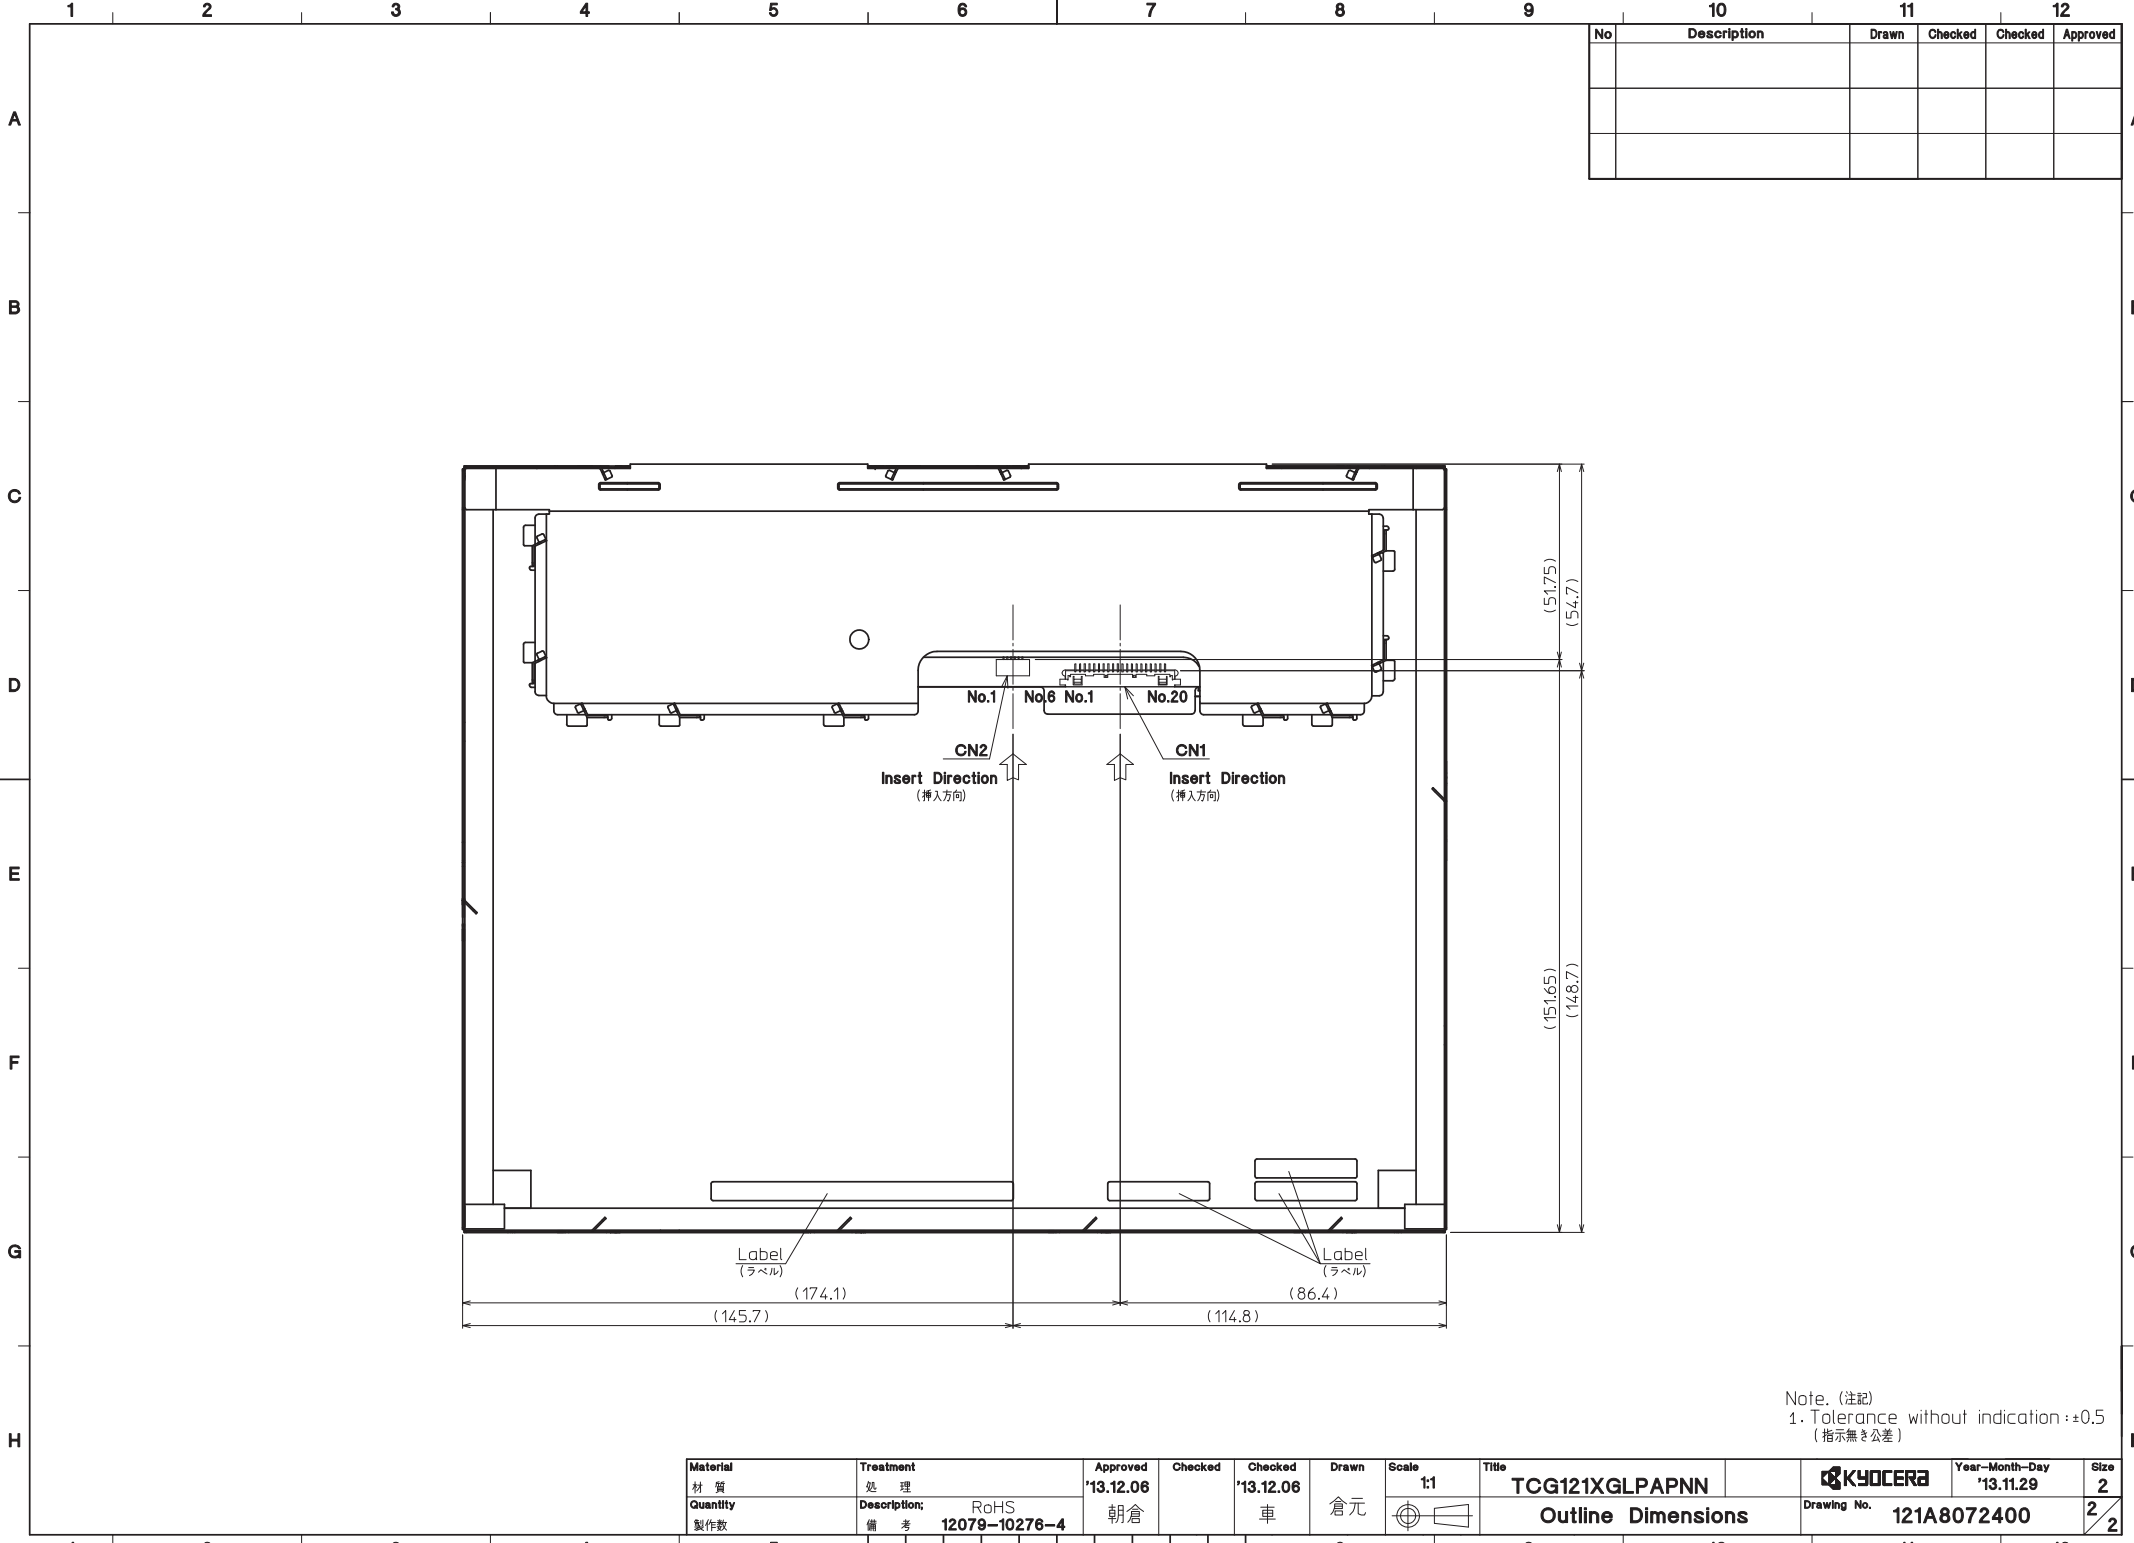 1 2 3 4 5 6 7 8 9 10 11 12
No Description Drawn Checked Checked Approved
A
B
C
D
E
F
G
H
(51.75)
(54.7)
No.1 No.6 No.1 No.20
CN2 CN1
Insert Direction Insert Direction
(挿入方向) (挿入方向)
(151.65)
(148.7)
Label Label
(ラベル) (ラベル)
(174.1) (86.4)
(145.7) (114.8)
Note. (注記)
1. Tolerance without indication : ±0.5
(指示無き公差)
Material Treatment Approved Checked Checked Drawn Scale Title Year-Month-Day Size
材 質 処 理 '13.12.06 '13.12.06 1:1 TCG121XGLPAPNN KYOCERA '13.11.29 2
Quantity Description; RoHS 朝倉 車 倉元 Outline Dimensions Drawing No. 121A8072400 2/2
製作数 備 考 12079-10276-4